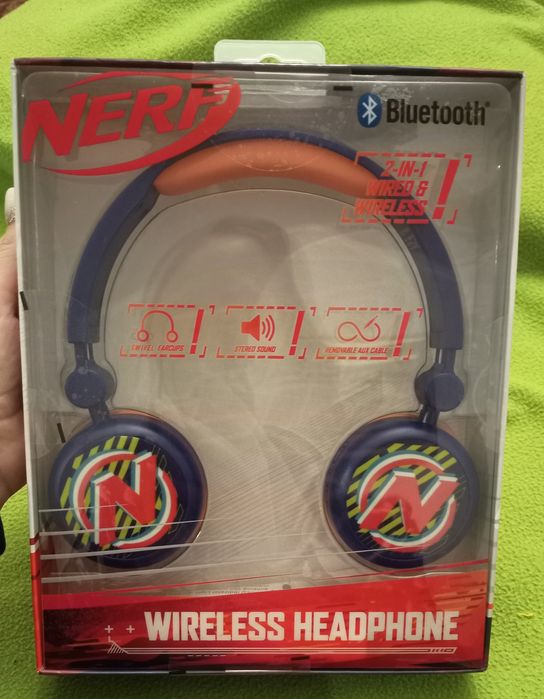 NERF
Bluetooth®
2-IN-1
WIRED &
WIRELESS
!
SWIVEL EARCUPS
!
STEREO SOUND
!
REMOVABLE AUX CABLE
!
N
N
WIRELESS HEADPHONE